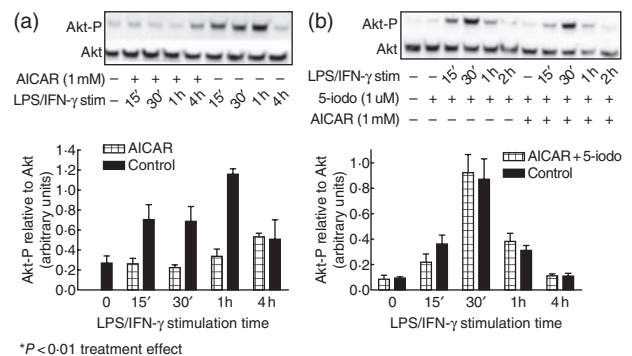 (a)
Akt-P
Akt
AICAR (1 mM) – + + + + – – – –
LPS/IFN-γ stim – 15′ 30′ 1h 4h 15′ 30′ 1h 4h
AICAR
Control
Akt-P relative to Akt
(arbitrary units)
1·4
1·2
1·0
0·8
0·6
0·4
0·2
0·0
0 15′ 30′ 1h 4h
LPS/IFN-γ stimulation time
*P < 0·01 treatment effect
(b)
Akt-P
Akt
LPS/IFN-γ stim – – 15′ 30′ 1h 2h – 15′ 30′ 1h 2h
5-iodo (1 uM) – + + + + + + + + + +
AICAR (1 mM) – – – – – – + + + + +
AICAR + 5-iodo
Control
Akt-P relative to Akt
(arbitrary units)
1·0
0·8
0·6
0·4
0·2
0·0
0 15′ 30′ 1h 4h
LPS/IFN-γ stimulation time